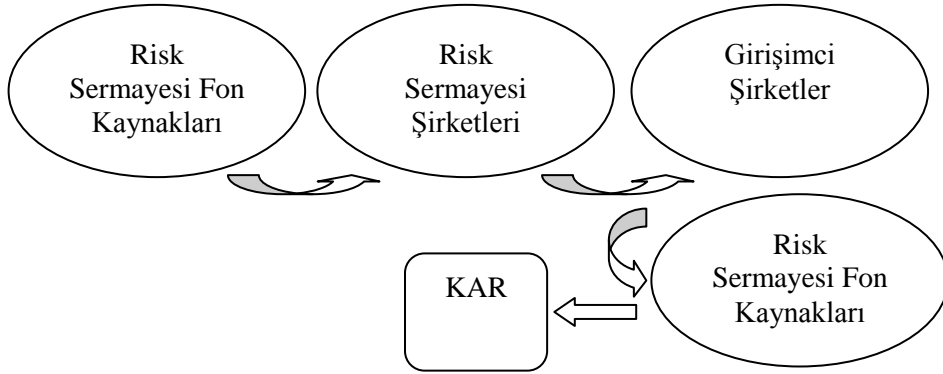 Risk
Sermayesi Fon
Kaynakları
Risk
Sermayesi
Şirketleri
Girişimci
Şirketler
Risk
Sermayesi Fon
Kaynakları
KAR